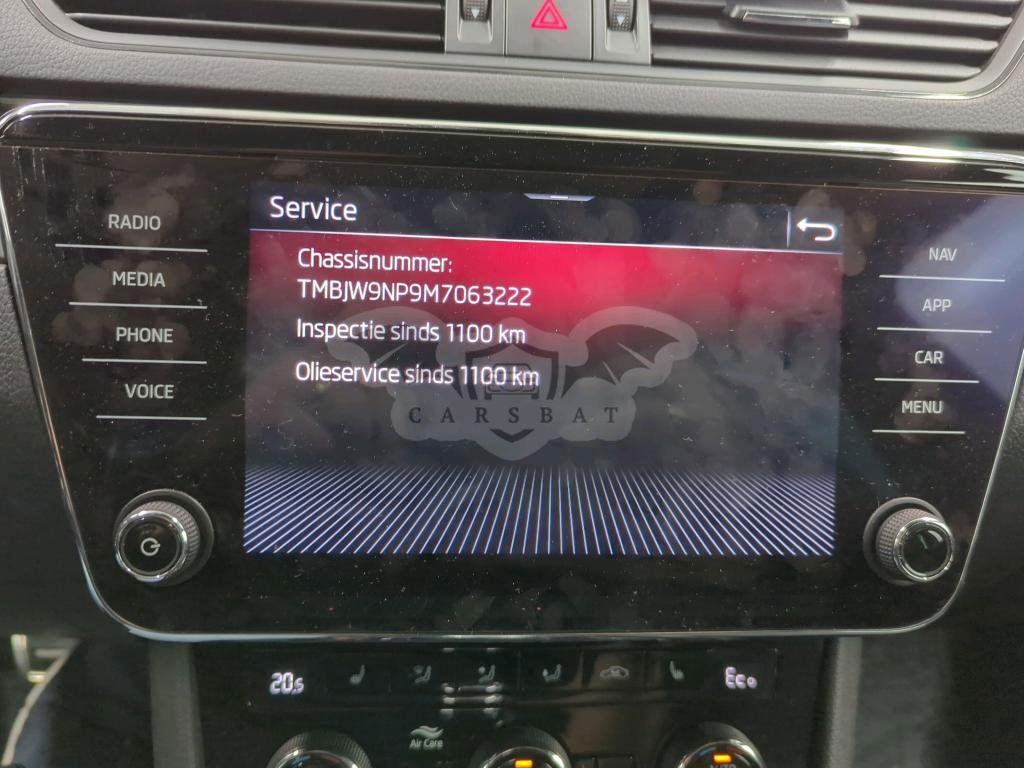 Service
Chassisnummer:
TMBJW9NP9M7063222
Inspectie sinds 1100 km
Olieservice sinds 1100 km
CARSBAT
RADIO
MEDIA
PHONE
VOICE
NAV
APP
CAR
MENU
20.5
Eco
Air Care